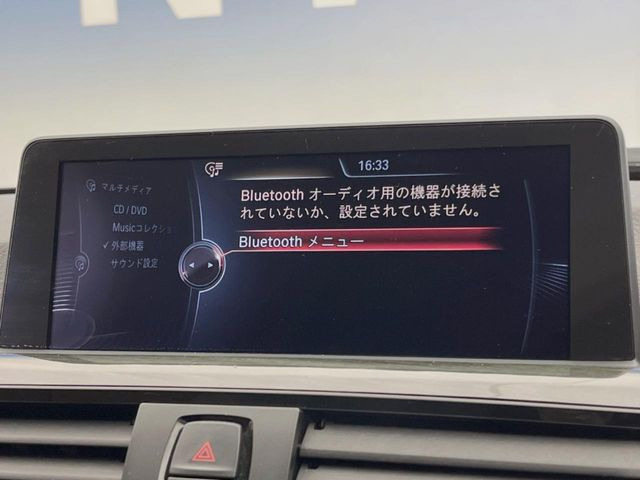 16:33
マルチメディア
CD / DVD
Musicコレクショ
✓外部機器
サウンド設定
Bluetooth オーディオ用の機器が接続さ
れていないか、設定されていません。
Bluetooth メニュー